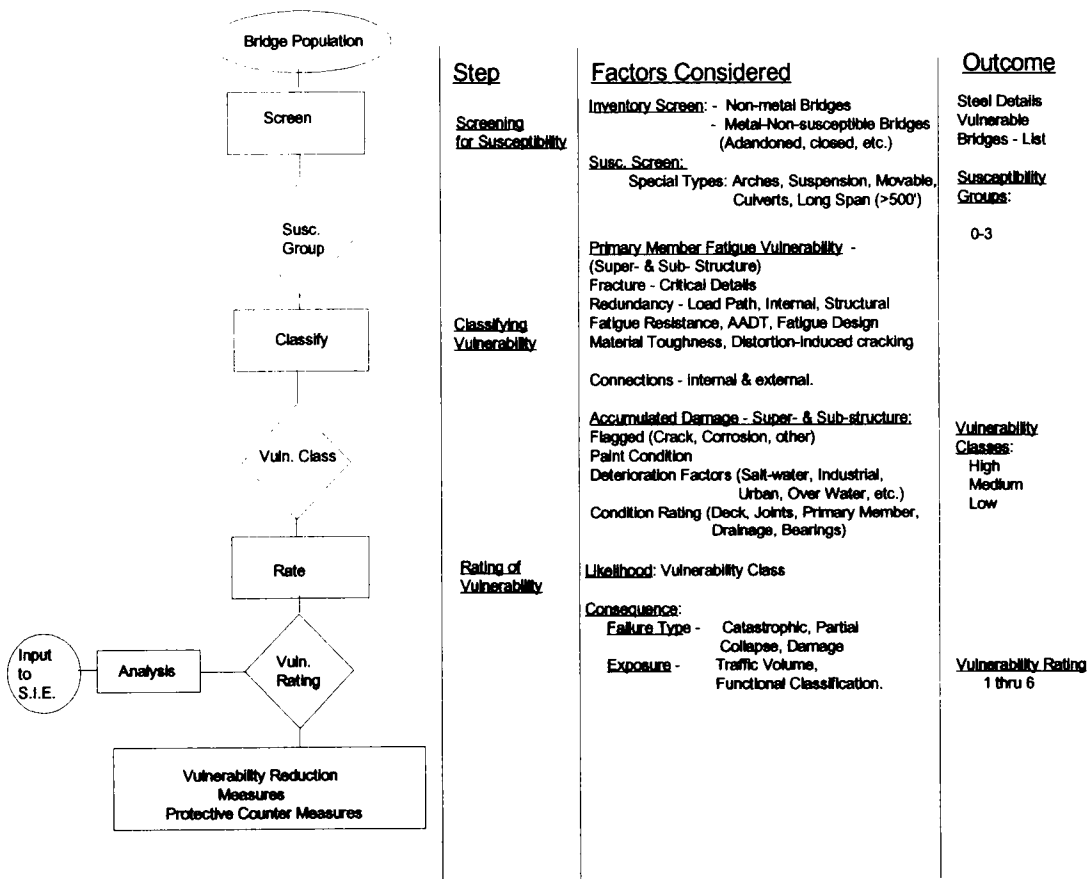 Bridge Population
Screen
Susc.
Group
Classify
Vuln. Class
Rate
Input
to
S.I.E.
Analysis
Vuln.
Rating
Vulnerability Reduction
Measures
Protective Counter Measures
Step
Screening
for Susceptibility
Classifying
Vulnerability
Rating of
Vulnerability
Factors Considered
Inventory Screen: - Non-metal Bridges
- Metal-Non-susceptible Bridges
(Adandoned, closed, etc.)
Susc. Screen:
Special Types: Arches, Suspension, Movable,
Culverts, Long Span (>500')
Primary Member Fatigue Vulnerability -
(Super- & Sub- Structure)
Fracture - Critical Details
Redundancy - Load Path, Internal, Structural
Fatigue Resistance, AADT, Fatigue Design
Material Toughness, Distortion-induced cracking
Connections - internal & external.
Accumulated Damage - Super- & Sub-structure:
Flagged (Crack, Corrosion, other)
Paint Condition
Deterioration Factors (Salt-water, Industrial,
Urban, Over Water, etc.)
Condition Rating (Deck, Joints, Primary Member,
Drainage, Bearings)
Likelihood: Vulnerability Class
Consequence:
Failure Type - Catastrophic, Partial
Collapse, Damage
Exposure - Traffic Volume,
Functional Classification.
Outcome
Steel Details
Vulnerable
Bridges - List
Susceptibility
Groups:
0-3
Vulnerability
Classes:
High
Medium
Low
Vulnerability Rating
1 thru 6